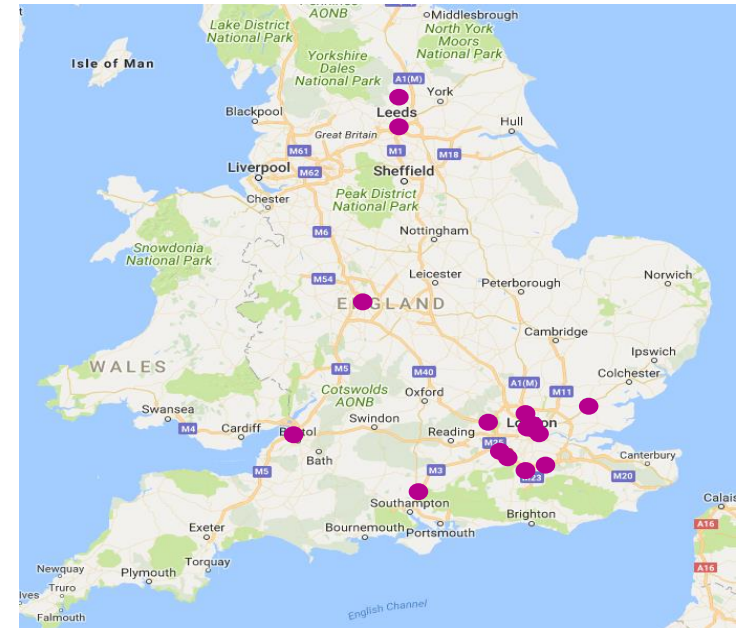 Pennines
AONB
Middlesbrough
Lake District
National Park
North York
Moors
National Park
Isle of Man
Yorkshire
Dales
National Park
A1(M)
York
Blackpool
Leeds
Hull
Great Britain
M61
M1
M18
Liverpool
M62
Sheffield
Chester
Peak District
National Park
M6
Nottingham
Snowdonia
National Park
M54
Leicester
Peterborough
Norwich
ENGLAND
Cambridge
WALES
M5
M40
Ipswich
Cotswolds
AONB
Oxford
A1(M)
M11
Colchester
Swansea
M4
Cardiff
Bristol
Swindon
Reading
London
M25
Bath
M5
M3
M23
M20
Canterbury
Southampton
Calais
Exeter
Bournemouth
Portsmouth
Brighton
A16
Newquay
Plymouth
Torquay
A16
Truro
Falmouth
English Channel